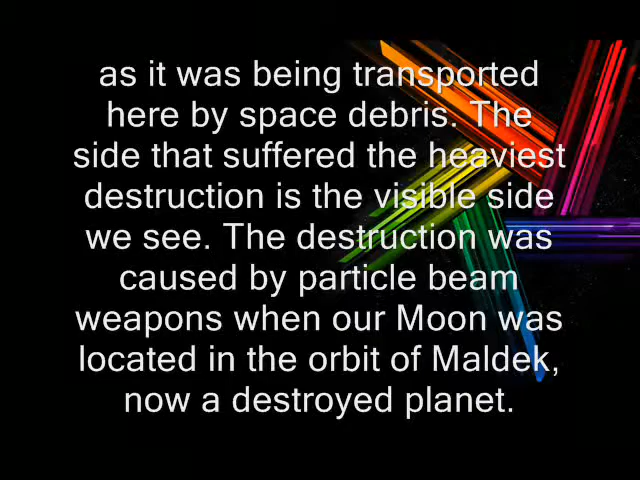 as it was being transported
here by space debris. The
side that suffered the heaviest
destruction is the visible side
we see. The destruction was
caused by particle beam
weapons when our Moon was
located in the orbit of Maldek,
now a destroyed planet.